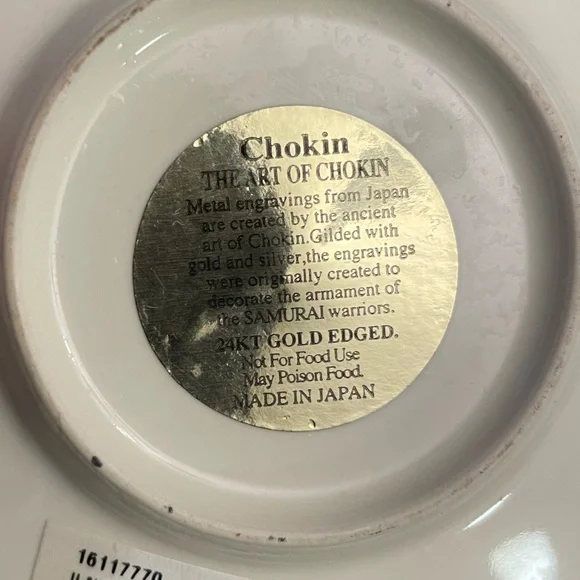 Chokin
THE ART OF CHOKIN
Metal engravings from Japan
are created by the ancient
art of Chokin.Gilded with
gold and silver,the engravings
were originally created to
decorate the armament of
the SAMURAI warriors.
24KT GOLD EDGED.
Not For Food Use
May Poison Food.
MADE IN JAPAN
16117770